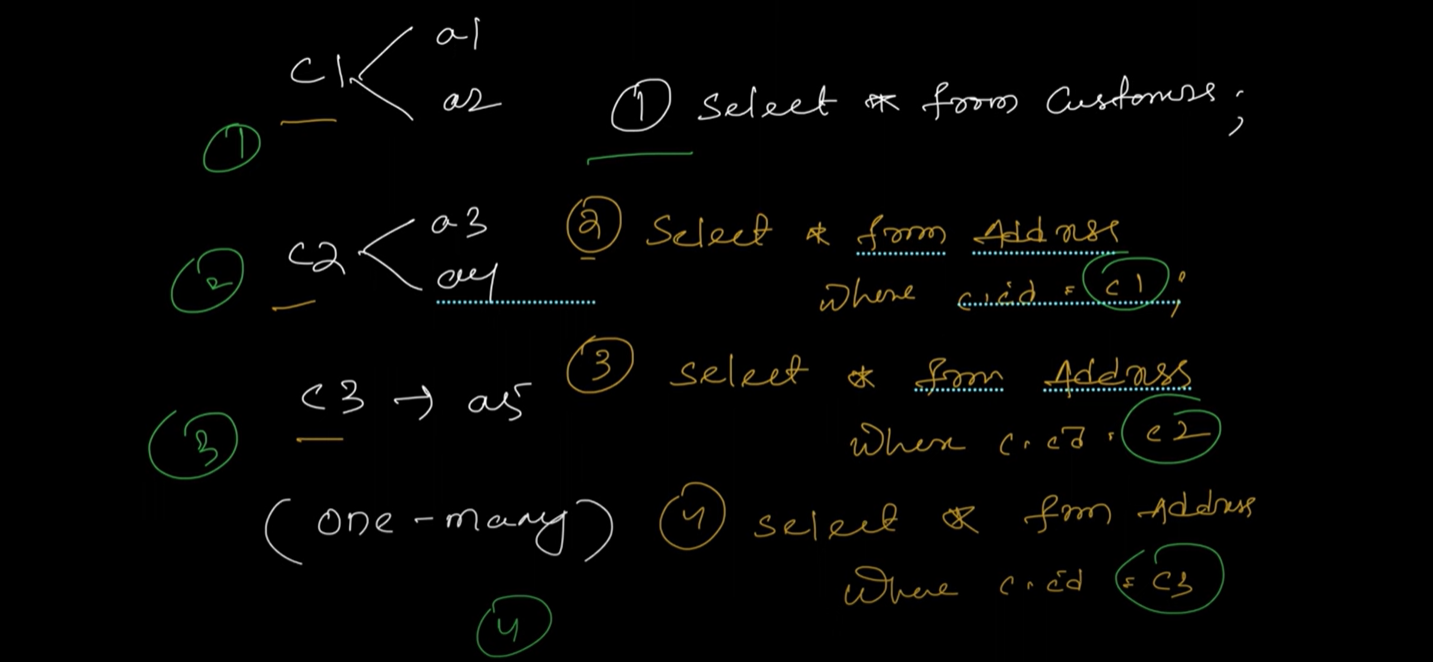 a1
C1
a2
① Select * from Customers;
①
a3
② Select * from Address
C2
a4
where c.id = c1;
②
③ select * from Address
C3 → a5
where c.id = c2
③
(one-many)
④ select * from Address
where c.id = c3
④